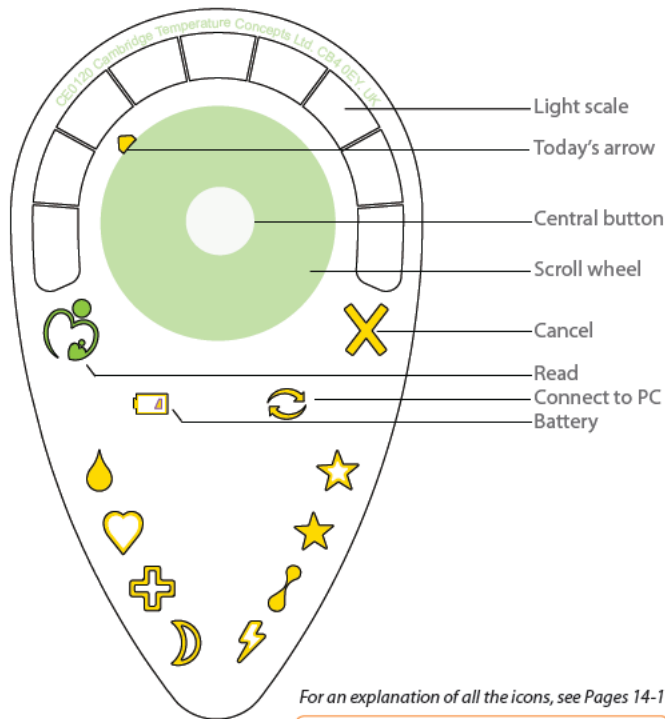 CE0120 Cambridge Temperature Concepts Ltd. CB4 0EY, UK
Light scale
Today's arrow
Central button
Scroll wheel
Cancel
Read
Connect to PC
Battery
For an explanation of all the icons, see Pages 14-1